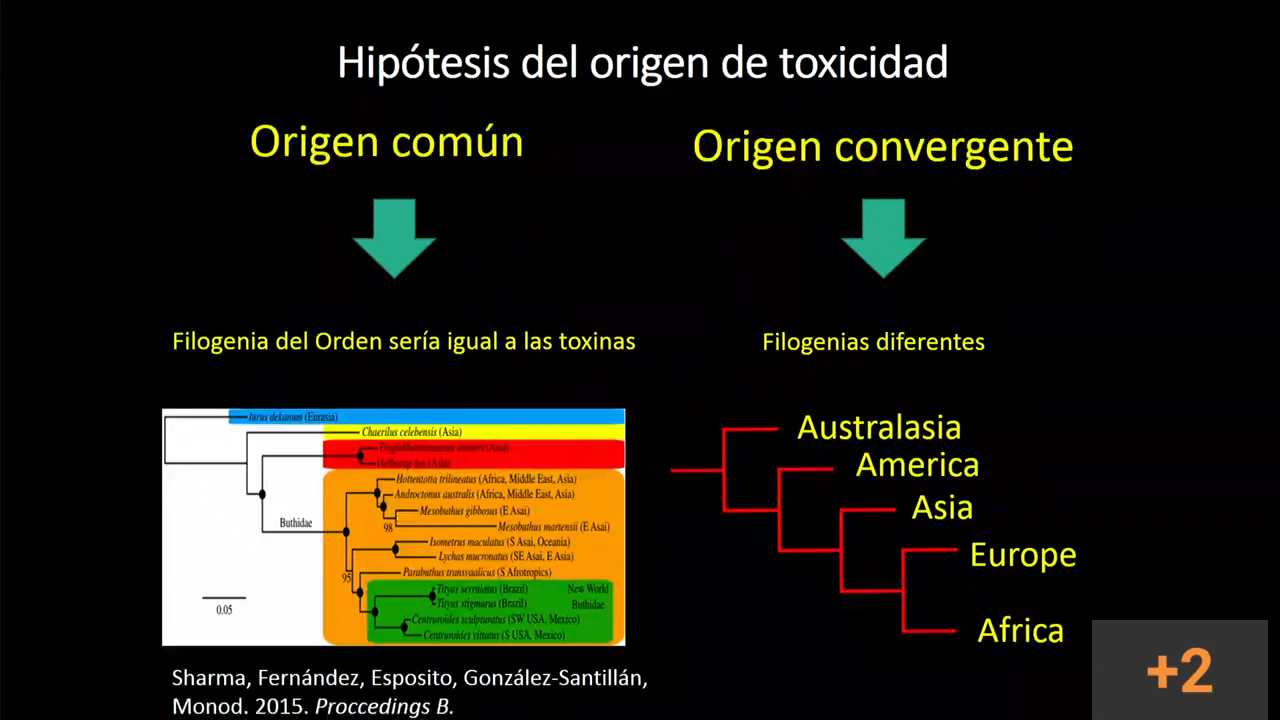 Hipótesis del origen de toxicidad
Origen común
Origen convergente
Filogenia del Orden sería igual a las toxinas
Filogenias diferentes
Iurus dekanum (Eurasia)
Chaerilus celebensis (Asia)
(Asia)
(Asia)
Hottentotta trilineatus (Africa, Middle East, Asia)
Androctonus australis (Africa, Middle East, Asia)
Mesobuthus gibbosus (E Asai)
98
Mesobuthus martensii (E Asai)
Buthidae
Isometrus maculatus (S Asai, Oceania)
Lychas mucronatus (SE Asai, E Asia)
95
Parabuthus transvaalicus (S Afrotropics)
Tityus serrulatus (Brazil) New World
Tityus stigmurus (Brazil) Buthidae
Centruroides sculpturatus (SW USA, Mexico)
Centruroides vittatus (S USA, Mexico)
0.05
Australasia
America
Asia
Europe
Africa
Sharma, Fernández, Esposito, González-Santillán,
Monod. 2015. Proccedings B.
+2